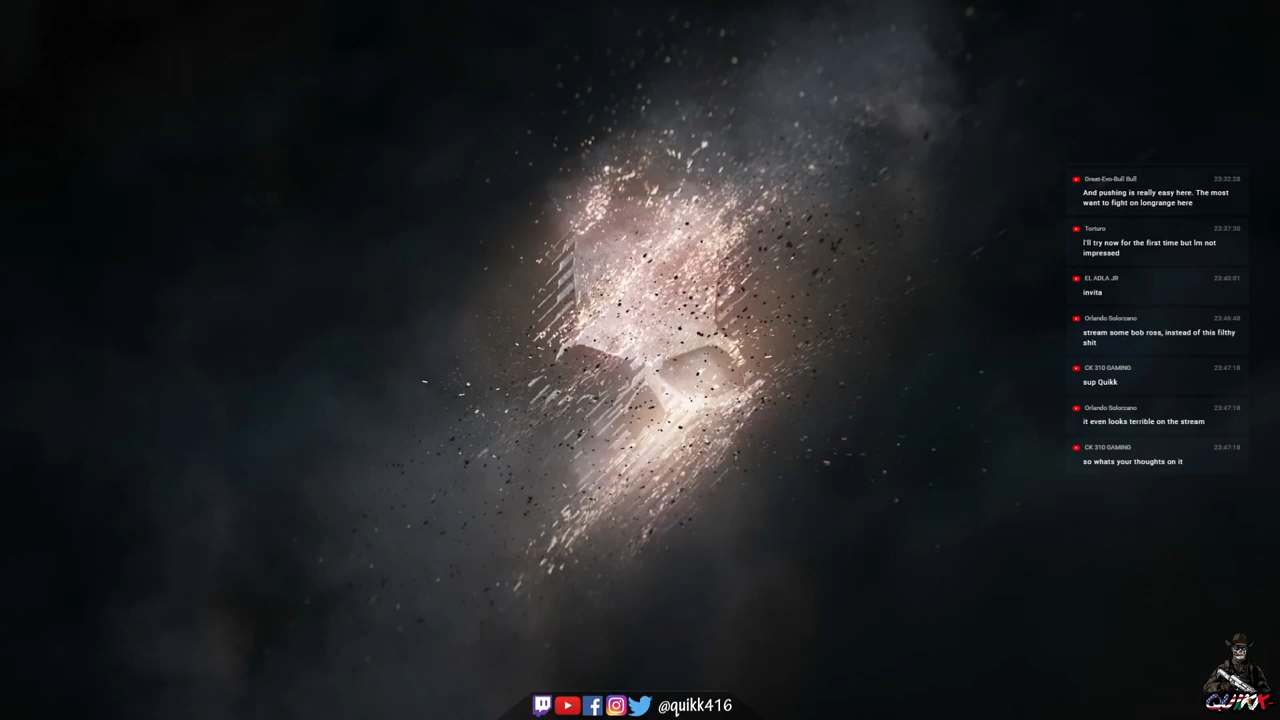 Great-Evo-Bull Bull 23:32:28
And pushing is really easy here. The most
want to fight on longrange here
Torturo 23:37:30
I'll try now for the first time but Im not
impressed
EL ADLA JR 23:40:01
invita
Orlando Solorzano 23:46:48
stream some bob ross, instead of this filthy
shit
CK 310 GAMING 23:47:18
sup Quikk
Orlando Solorzano 23:47:18
it even looks terrible on the stream
CK 310 GAMING 23:47:18
so whats your thoughts on it
@quikk416
QUIKK